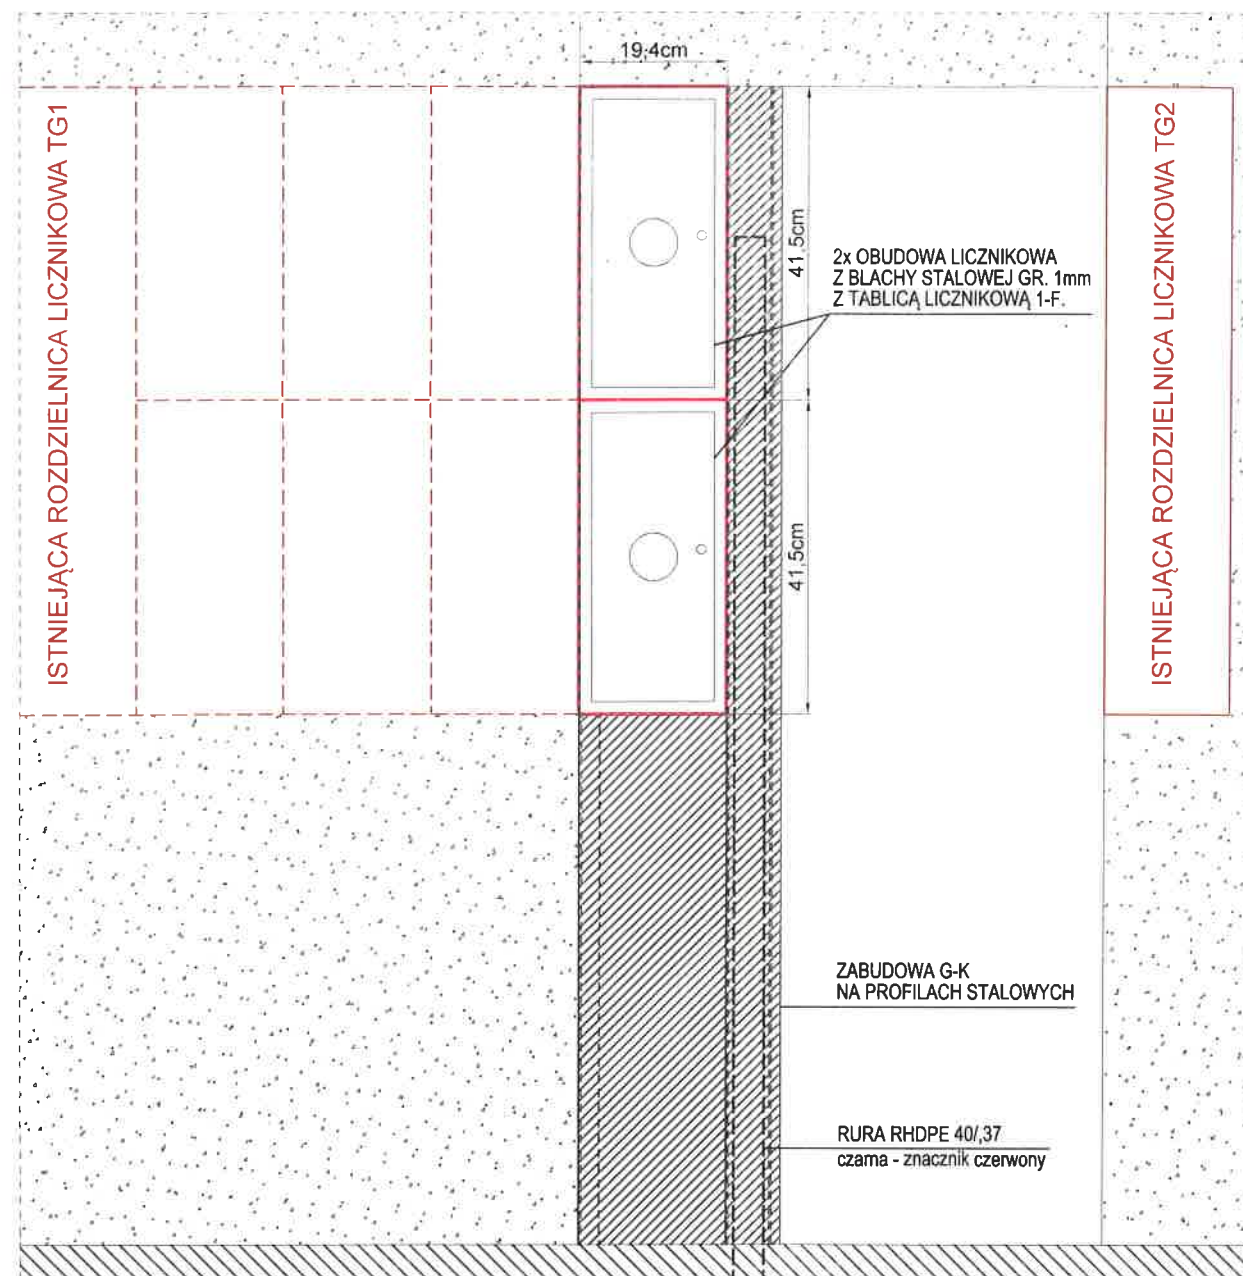 19,4cm
ISTNIEJĄCA ROZDZIELNICA LICZNIKOWA TG1
41,5cm
2x OBUDOWA LICZNIKOWA
Z BLACHY STALOWEJ GR. 1mm
Z TABLICĄ LICZNIKOWĄ 1-F.
ISTNIEJĄCA ROZDZIELNICA LICZNIKOWA TG2
41,5cm
ZABUDOWA G-K
NA PROFILACH STALOWYCH
RURA RHDPE 40/,37
czarna - znacznik czerwony